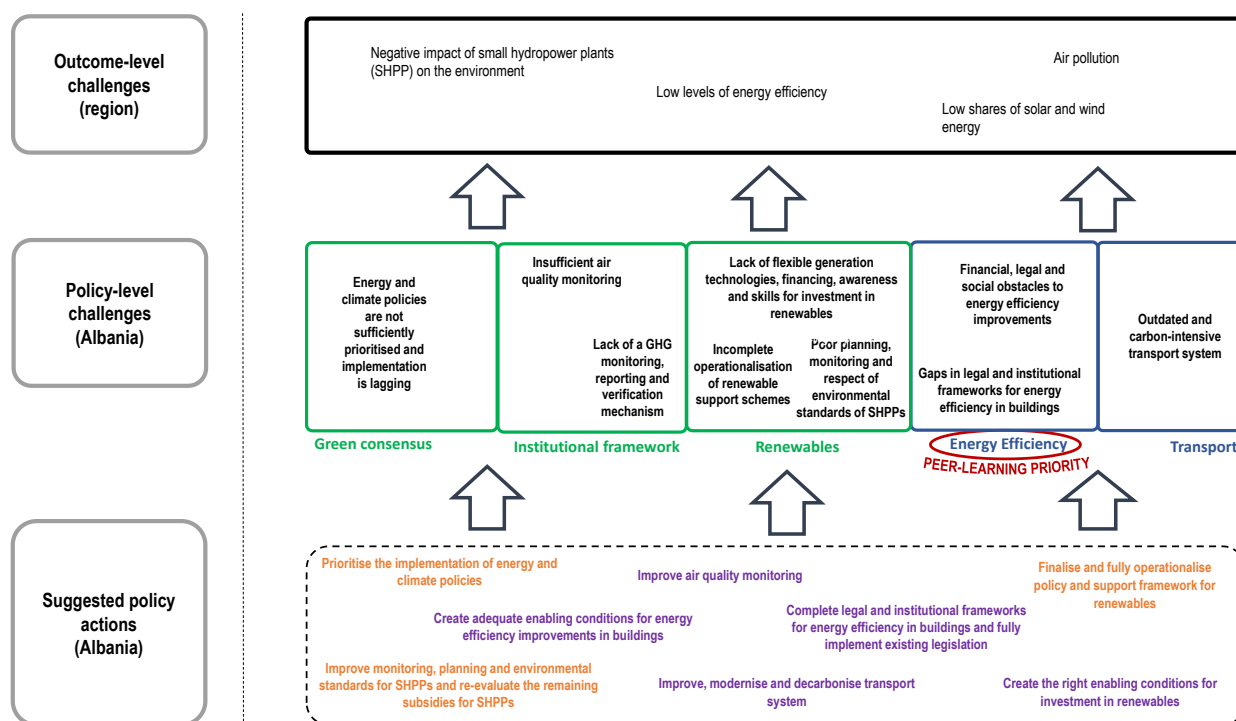 Outcome-level
challenges
(region)
Negative impact of small hydropower plants
(SHPP) on the environment
Low levels of energy efficiency
Air pollution
Low shares of solar and wind
energy
Policy-level
challenges
(Albania)
Energy and
climate policies
are not
sufficiently
prioritised and
implementation
is lagging
Insufficient air
quality monitoring
Lack of a GHG
monitoring,
reporting and
verification
mechanism
Lack of flexible generation
technologies, financing, awareness
and skills for investment in
renewables
Incomplete
operationalisation
of renewable
support schemes
Poor planning,
monitoring and
respect of
environmental
standards of SHPPs
Financial, legal and
social obstacles to
energy efficiency
improvements
Gaps in legal and institutional
frameworks for energy
efficiency in buildings
Outdated and
carbon-intensive
transport system
Green consensus
Institutional framework
Renewables
Energy Efficiency
Transport
PEER-LEARNING PRIORITY
Suggested policy
actions
(Albania)
Prioritise the implementation of energy and
climate policies
Improve air quality monitoring
Finalise and fully operationalise
policy and support framework for
renewables
Create adequate enabling conditions for energy
efficiency improvements in buildings
Complete legal and institutional frameworks
for energy efficiency in buildings and fully
implement existing legislation
Improve monitoring, planning and environmental
standards for SHPPs and re-evaluate the remaining
subsidies for SHPPs
Improve, modernise and decarbonise transport
system
Create the right enabling conditions for
investment in renewables